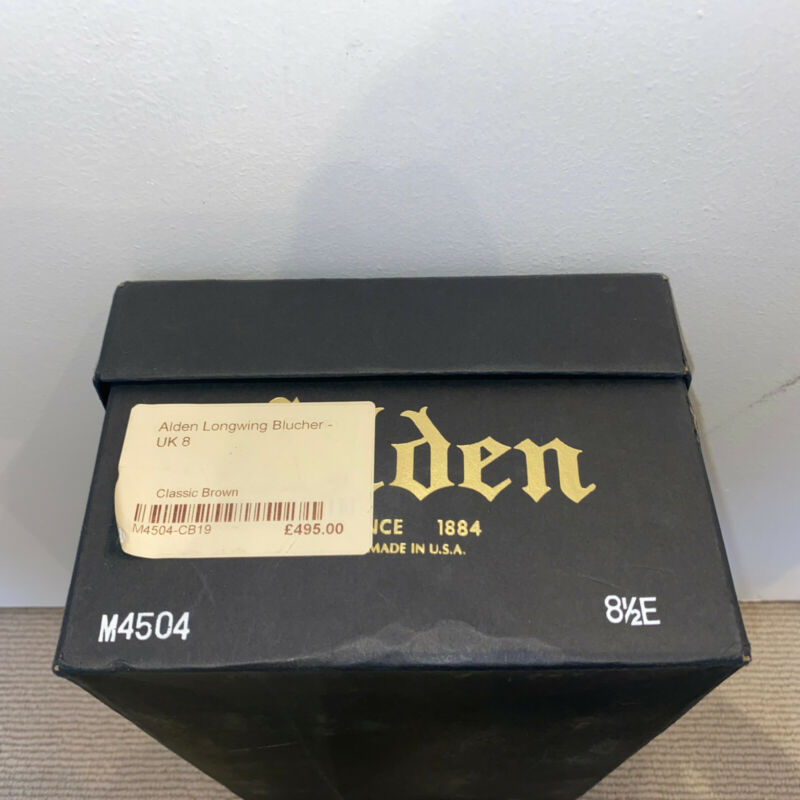 Alden Longwing Blucher -
UK 8
Classic Brown
M4504-CB19 £495.00
lden
NCE 1884
MADE IN U.S.A.
M4504
8½E